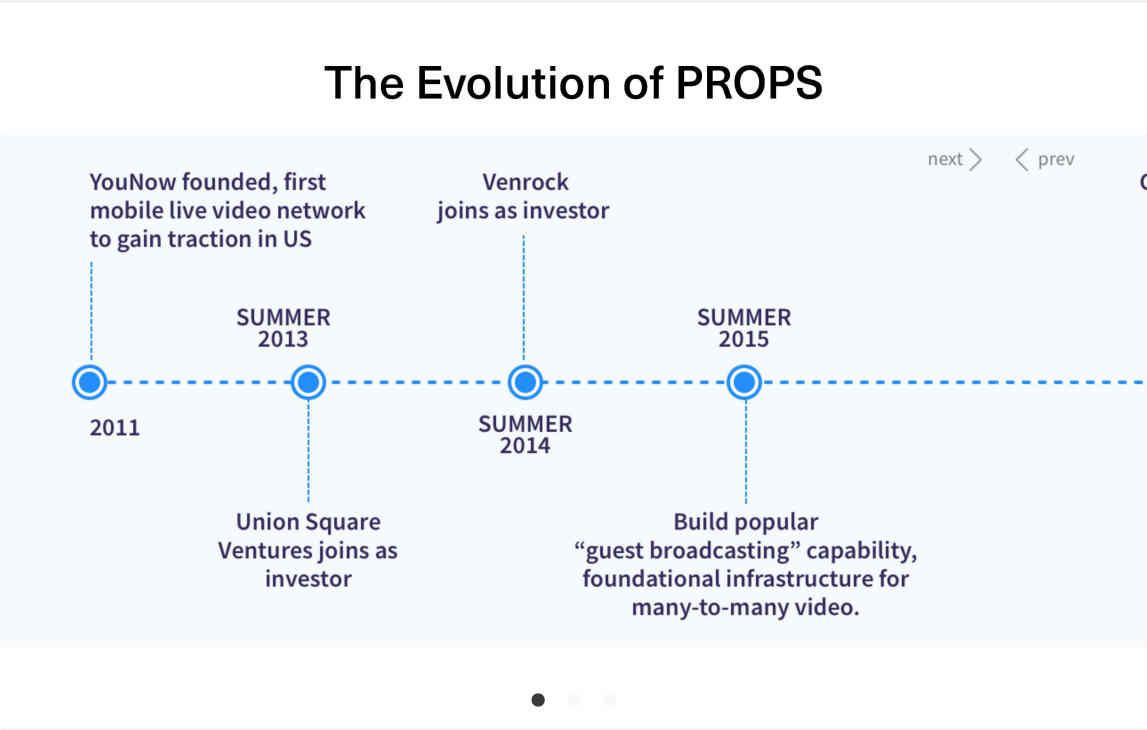 The Evolution of PROPS
next
prev
YouNow founded, first
mobile live video network
to gain traction in US
Venrock
joins as investor
SUMMER
2013
SUMMER
2015
2011
SUMMER
2014
Union Square
Ventures joins as
investor
Build popular
“guest broadcasting” capability,
foundational infrastructure for
many-to-many video.